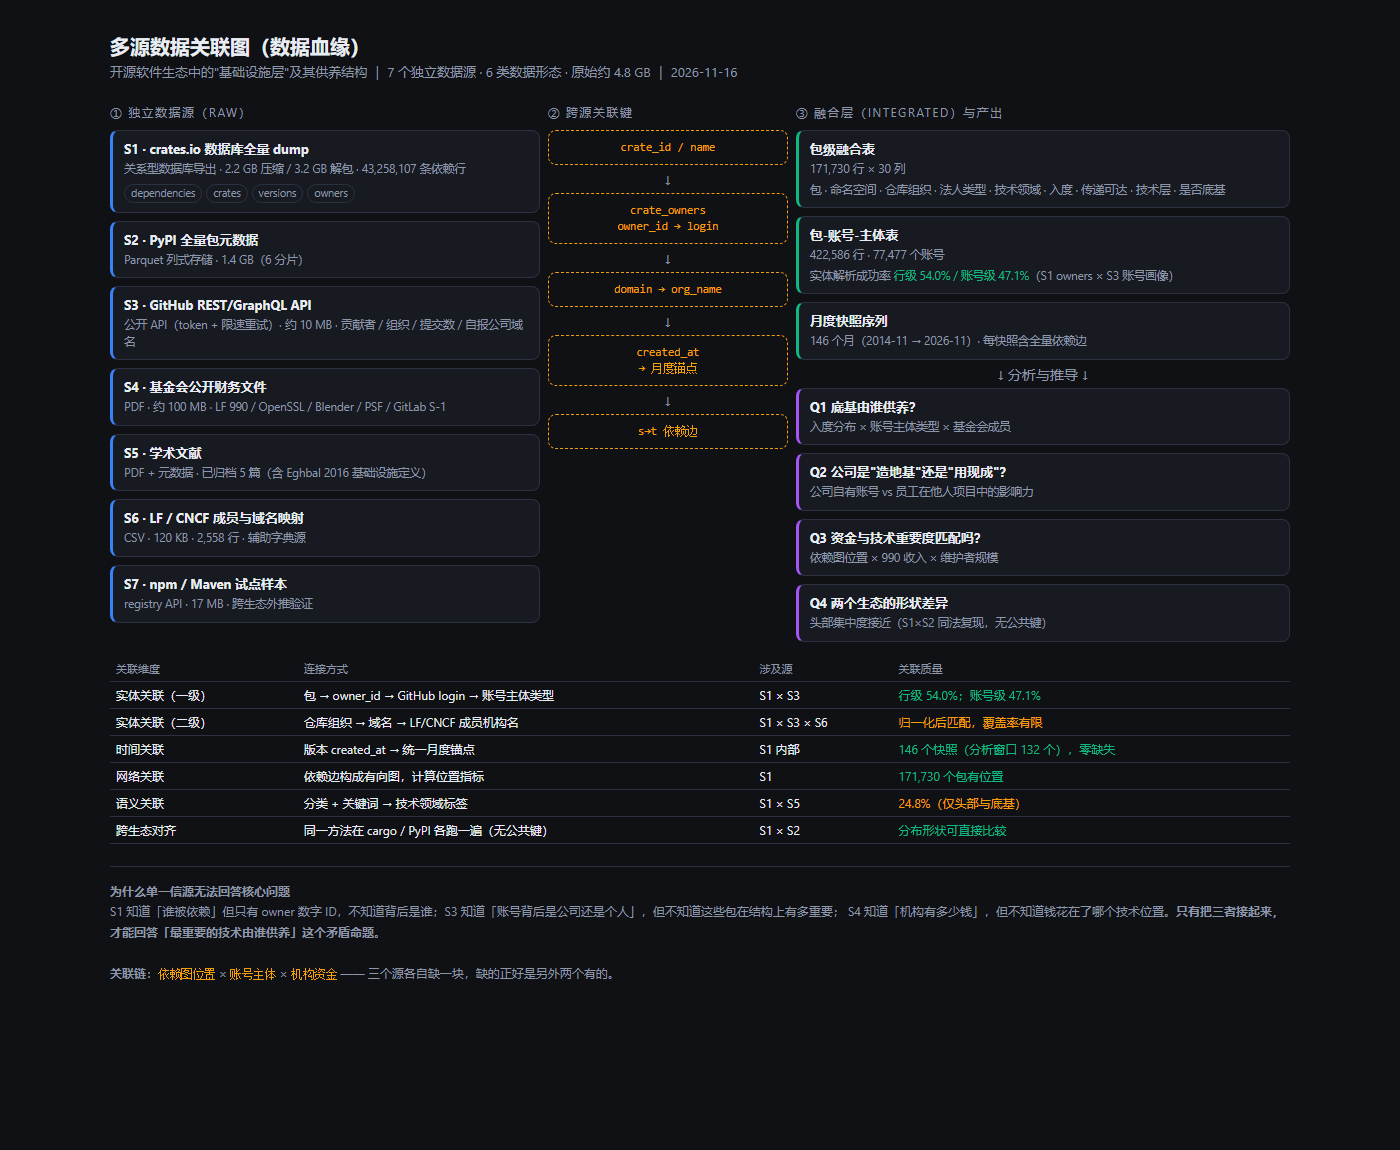 多源数据关联图（数据血缘）
开源软件生态中的"基础设施层"及其供养结构 | 7 个独立数据源 · 6 类数据形态 · 原始约 4.8 GB | 2026-11-16
① 独立数据源（RAW）
S1 · crates.io 数据库全量 dump
关系型数据库导出 · 2.2 GB 压缩 / 3.2 GB 解包 · 43,258,107 条依赖行
dependencies crates versions owners
S2 · PyPI 全量包元数据
Parquet 列式存储 · 1.4 GB（6 分片）
S3 · GitHub REST/GraphQL API
公开 API（token + 限速重试）· 约 10 MB · 贡献者 / 组织 / 提交数 / 自报公司域
名
S4 · 基金会公开财务文件
PDF · 约 100 MB · LF 990 / OpenSSL / Blender / PSF / GitLab S-1
S5 · 学术文献
PDF + 元数据 · 已归档 5 篇（含 Eghbal 2016 基础设施定义）
S6 · LF / CNCF 成员与域名映射
CSV · 120 KB · 2,558 行 · 辅助字典源
S7 · npm / Maven 试点样本
registry API · 17 MB · 跨生态外推验证
② 跨源关联键
crate_id / name
↓
crate_owners
owner_id → login
↓
domain → org_name
↓
created_at
→ 月度锚点
↓
s→t 依赖边
③ 融合层（INTEGRATED）与产出
包级融合表
171,730 行 × 30 列
包 · 命名空间 · 仓库组织 · 法人类型 · 技术领域 · 入度 · 传递可达 · 技术层 · 是否底基
包-账号-主体表
422,586 行 · 77,477 个账号
实体解析成功率 行级 54.0% / 账号级 47.1%（S1 owners × S3 账号画像）
月度快照序列
146 个月（2014-11 → 2026-11）· 每快照含全量依赖边
↓ 分析与推导 ↓
Q1 底基由谁供养？
入度分布 × 账号主体类型 × 基金会成员
Q2 公司是"造地基"还是"用现成"？
公司自有账号 vs 员工在他人项目中的影响力
Q3 资金与技术重要度匹配吗？
依赖图位置 × 990 收入 × 维护者规模
Q4 两个生态的形状差异
头部集中度接近（S1×S2 同法复现，无公共键）
关联维度 连接方式 涉及源 关联质量
实体关联（一级） 包 → owner_id → GitHub login → 账号主体类型 S1 × S3 行级 54.0%；账号级 47.1%
实体关联（二级） 仓库组织 → 域名 → LF/CNCF 成员机构名 S1 × S3 × S6 归一化后匹配，覆盖率有限
时间关联 版本 created_at → 统一月度锚点 S1 内部 146 个快照（分析窗口 132 个），零缺失
网络关联 依赖边构成有向图，计算位置指标 S1 171,730 个包有位置
语义关联 分类 + 关键词 → 技术领域标签 S1 × S5 24.8%（仅头部与底基）
跨生态对齐 同一方法在 cargo / PyPI 各跑一遍（无公共键） S1 × S2 分布形状可直接比较
为什么单一信源无法回答核心问题
S1 知道「谁被依赖」但只有 owner 数字 ID，不知道背后是谁；S3 知道「账号背后是公司还是个人」，但不知道这些包在结构上有多重要； S4 知道「机构有多少钱」，但不知道钱花在了哪个技术位置。只有把三者接起来，
才能回答「最重要的技术由谁供养」这个矛盾命题。
关联链：依赖图位置 × 账号主体 × 机构资金 —— 三个源各自缺一块，缺的正好是另外两个有的。